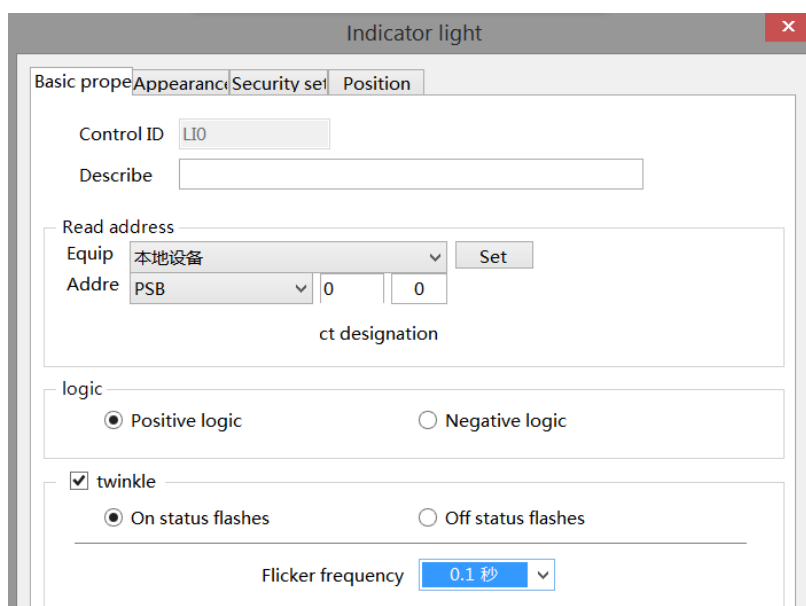 Indicator light
Basic prope Appearance Security set Position
Control ID LI0
Describe
Read address
Equip 本地设备 Set
Addre PSB 0 0
ct designation
logic
Positive logic Negative logic
twinkle
On status flashes Off status flashes
Flicker frequency 0.1 秒